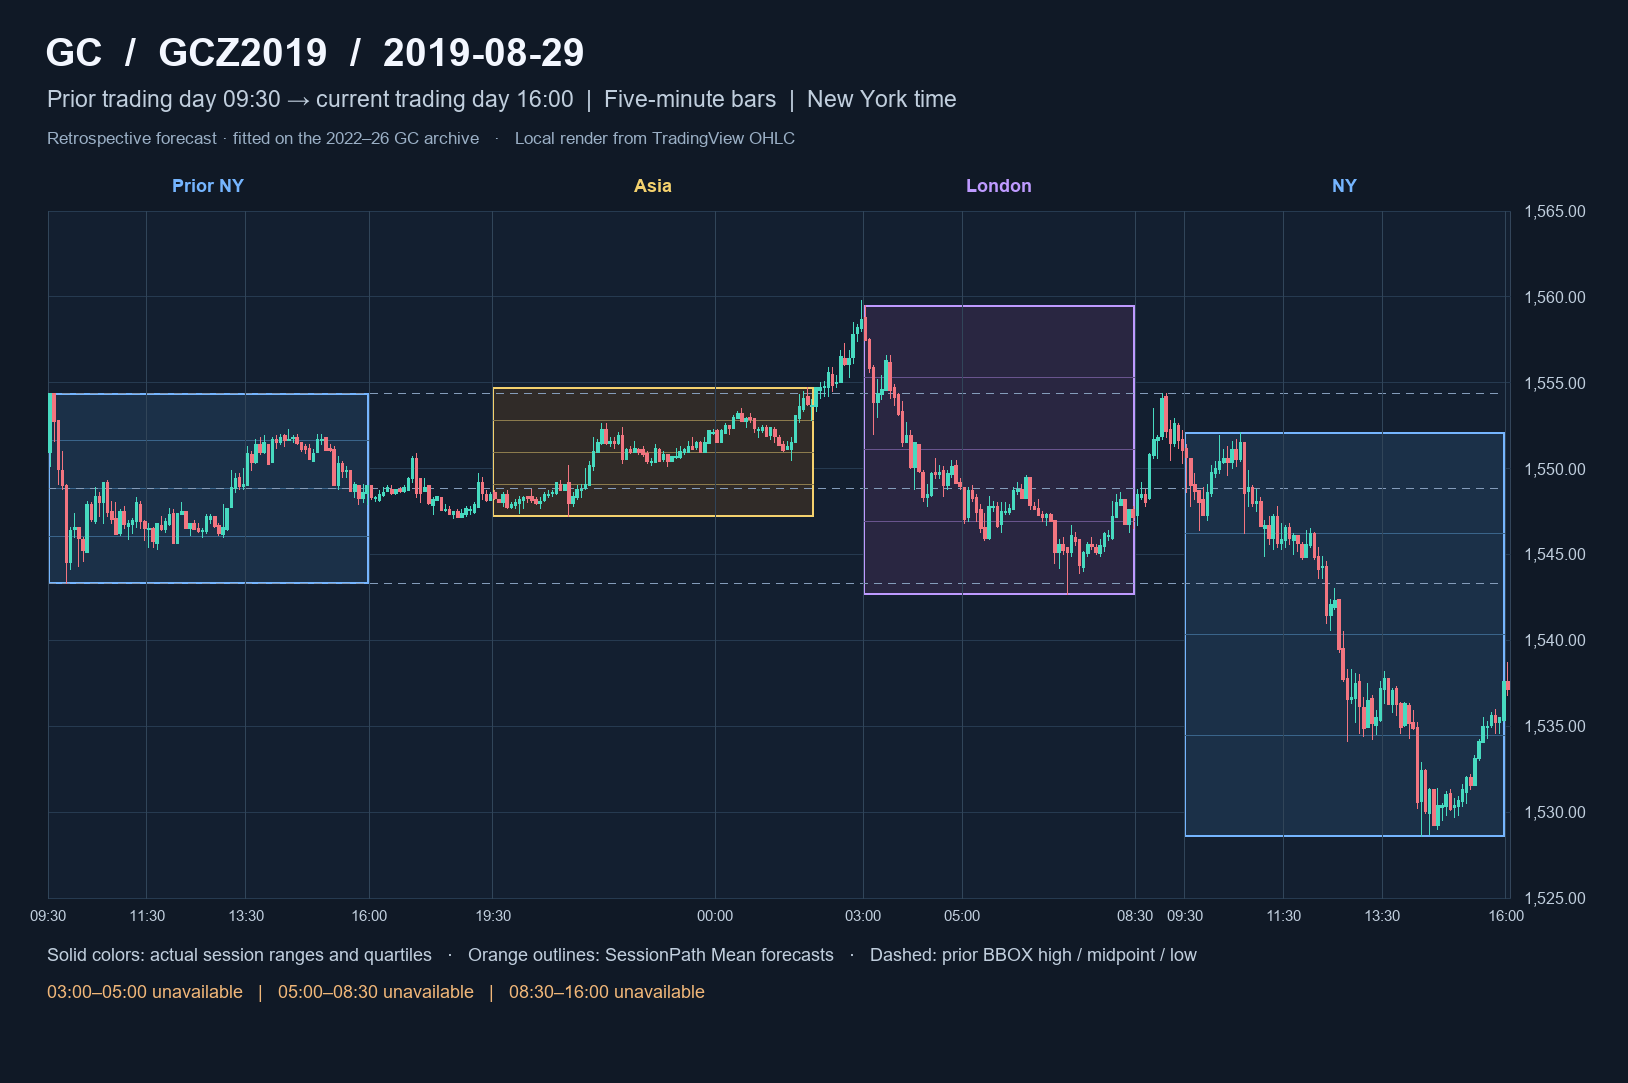 GC / GCZ2019 / 2019-08-29
Prior trading day 09:30 → current trading day 16:00 | Five-minute bars | New York time
Retrospective forecast · fitted on the 2022–26 GC archive · Local render from TradingView OHLC
Prior NY Asia London NY
1,565.00
1,560.00
1,555.00
1,550.00
1,545.00
1,540.00
1,535.00
1,530.00
1,525.00
09:30 11:30 13:30 16:00 19:30 00:00 03:00 05:00 08:30 09:30 11:30 13:30 16:00
Solid colors: actual session ranges and quartiles · Orange outlines: SessionPath Mean forecasts · Dashed: prior BBOX high / midpoint / low
03:00–05:00 unavailable | 05:00–08:30 unavailable | 08:30–16:00 unavailable